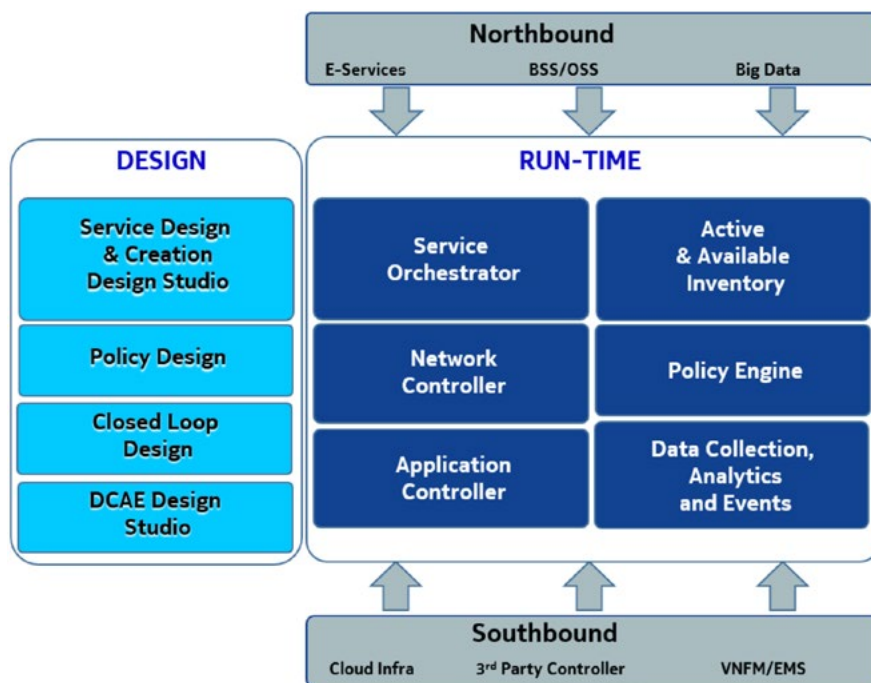 Northbound
E-Services BSS/OSS Big Data
DESIGN
Service Design
& Creation
Design Studio
Policy Design
Closed Loop
Design
DCAE Design
Studio
RUN-TIME
Service
Orchestrator
Active
& Available
Inventory
Network
Controller
Policy Engine
Application
Controller
Data Collection,
Analytics
and Events
Southbound
Cloud Infra 3rd Party Controller VNFM/EMS